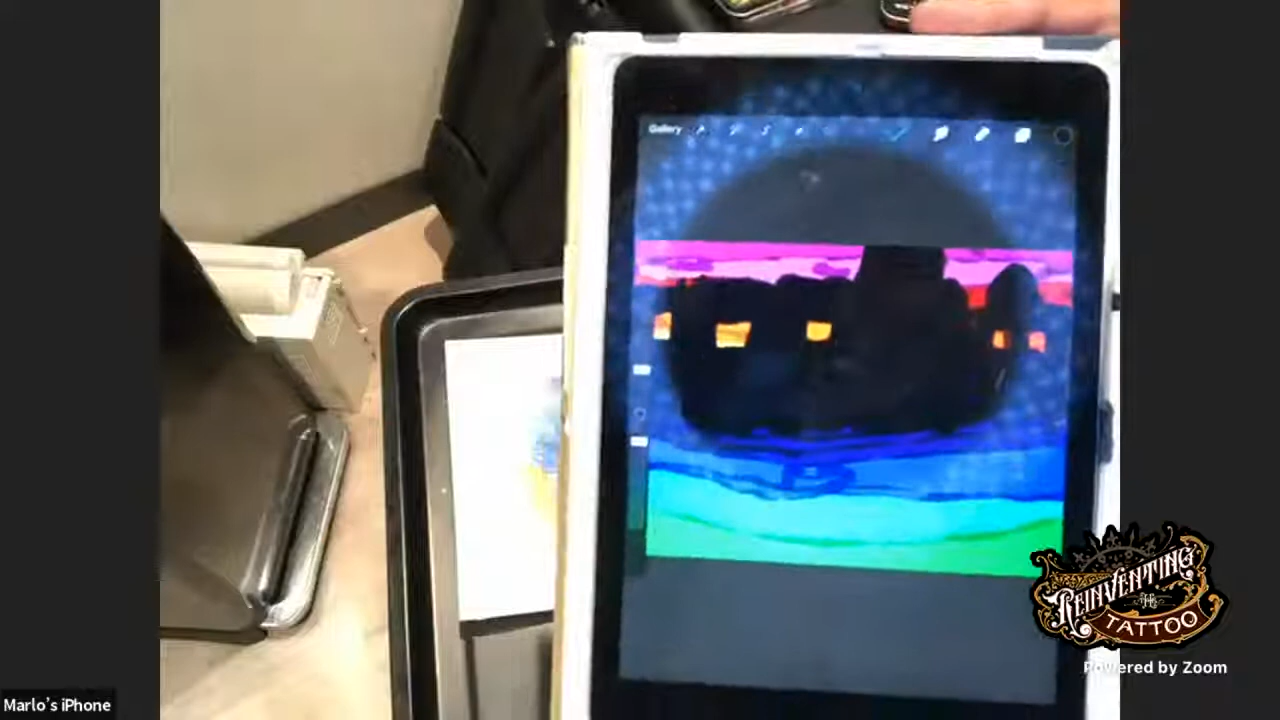 Gallery
REINVENTING
THE
TATTOO
Powered by Zoom
Marlo's iPhone